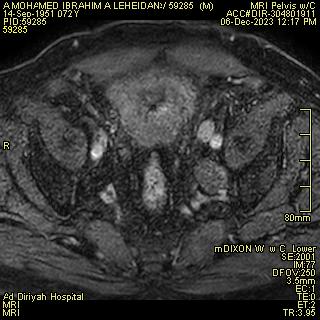 A MOHAMED IBRAHIM A LEHEIDAN:/ 59285 (M)
14-Sep-1951 072Y
PID:59285
59285
MRI Pelvis w/C
ACC#DIR-304801911
06-Dec-2023 12:17 PM
R
80mm
mDIXON W w C Lower
SE:2001
IM:77
DFOV:250
3.5mm
EC:1
TE:0
ET:2
TR:3.95
Ad Diriyah Hospital
MRI
MRI